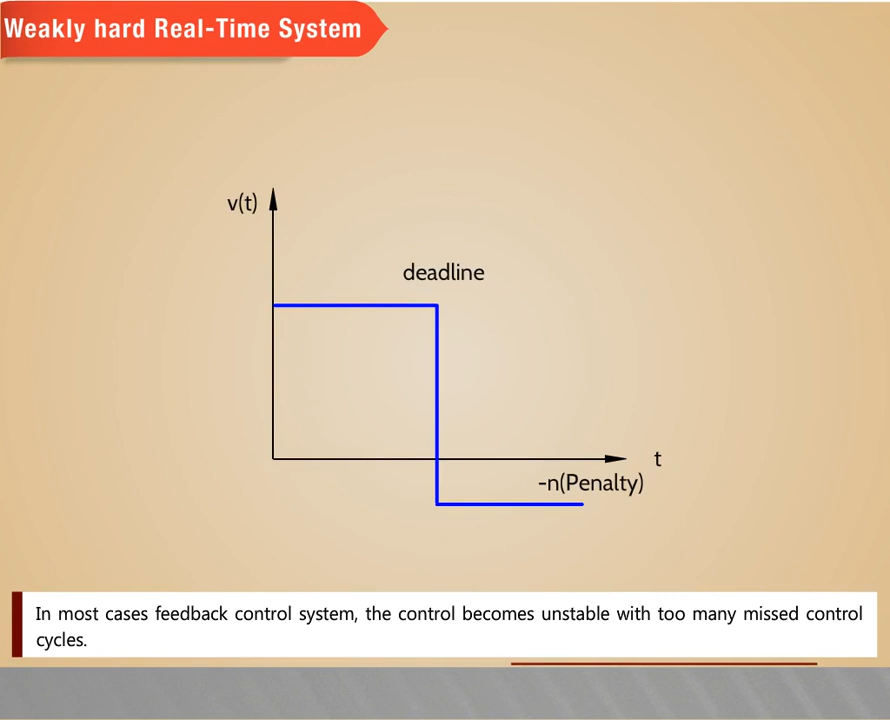 Weakly hard Real-Time System
v(t)
deadline
t
-n(Penalty)
In most cases feedback control system, the control becomes unstable with too many missed control
cycles.